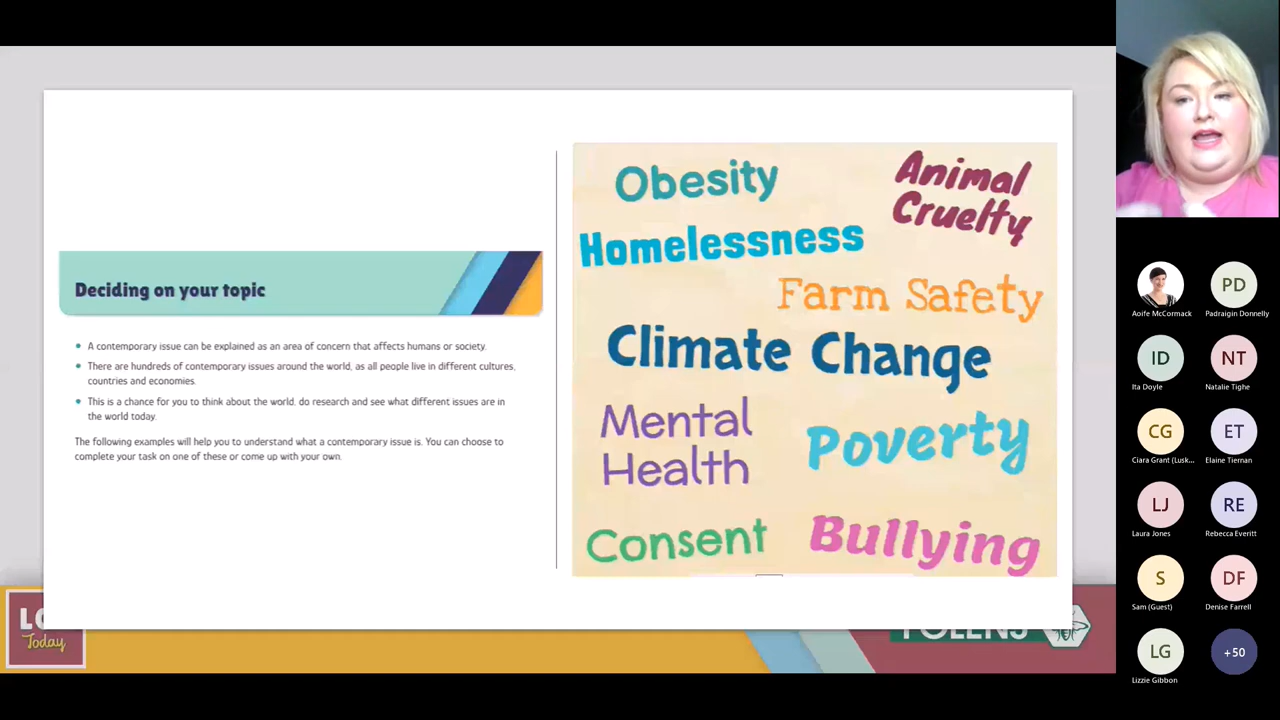 Deciding on your topic
A contemporary issue can be explained as an area of concern that affects humans or society.
There are hundreds of contemporary issues around the world, as all people live in different cultures,
countries and economies.
This is a chance for you to think about the world, do research and see what different issues are in
the world today.
The following examples will help you to understand what a contemporary issue is. You can choose to
complete your task on one of these or come up with your own.
Obesity
Animal
Cruelty
Homelessness
Farm Safety
Climate Change
Mental
Health
Poverty
Consent
Bullying
Today
Aoife McCormack
PD
Padraigin Donnelly
ID
Ita Doyle
NT
Natalie Tighe
CG
Ciara Grant (Lusk...
ET
Elaine Tiernan
LJ
Laura Jones
RE
Rebecca Everitt
S
Sam (Guest)
DF
Denise Farrell
LG
Lizzie Gibbon
+50